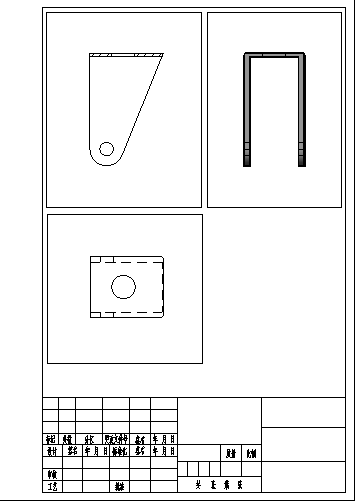 标记 处数 分区 更改文件号 签名 年 月 日
设计 签名 年 月 日 标准化 签名 年 月 日 质量 比例
审核
工艺 批准 共 张 第 张